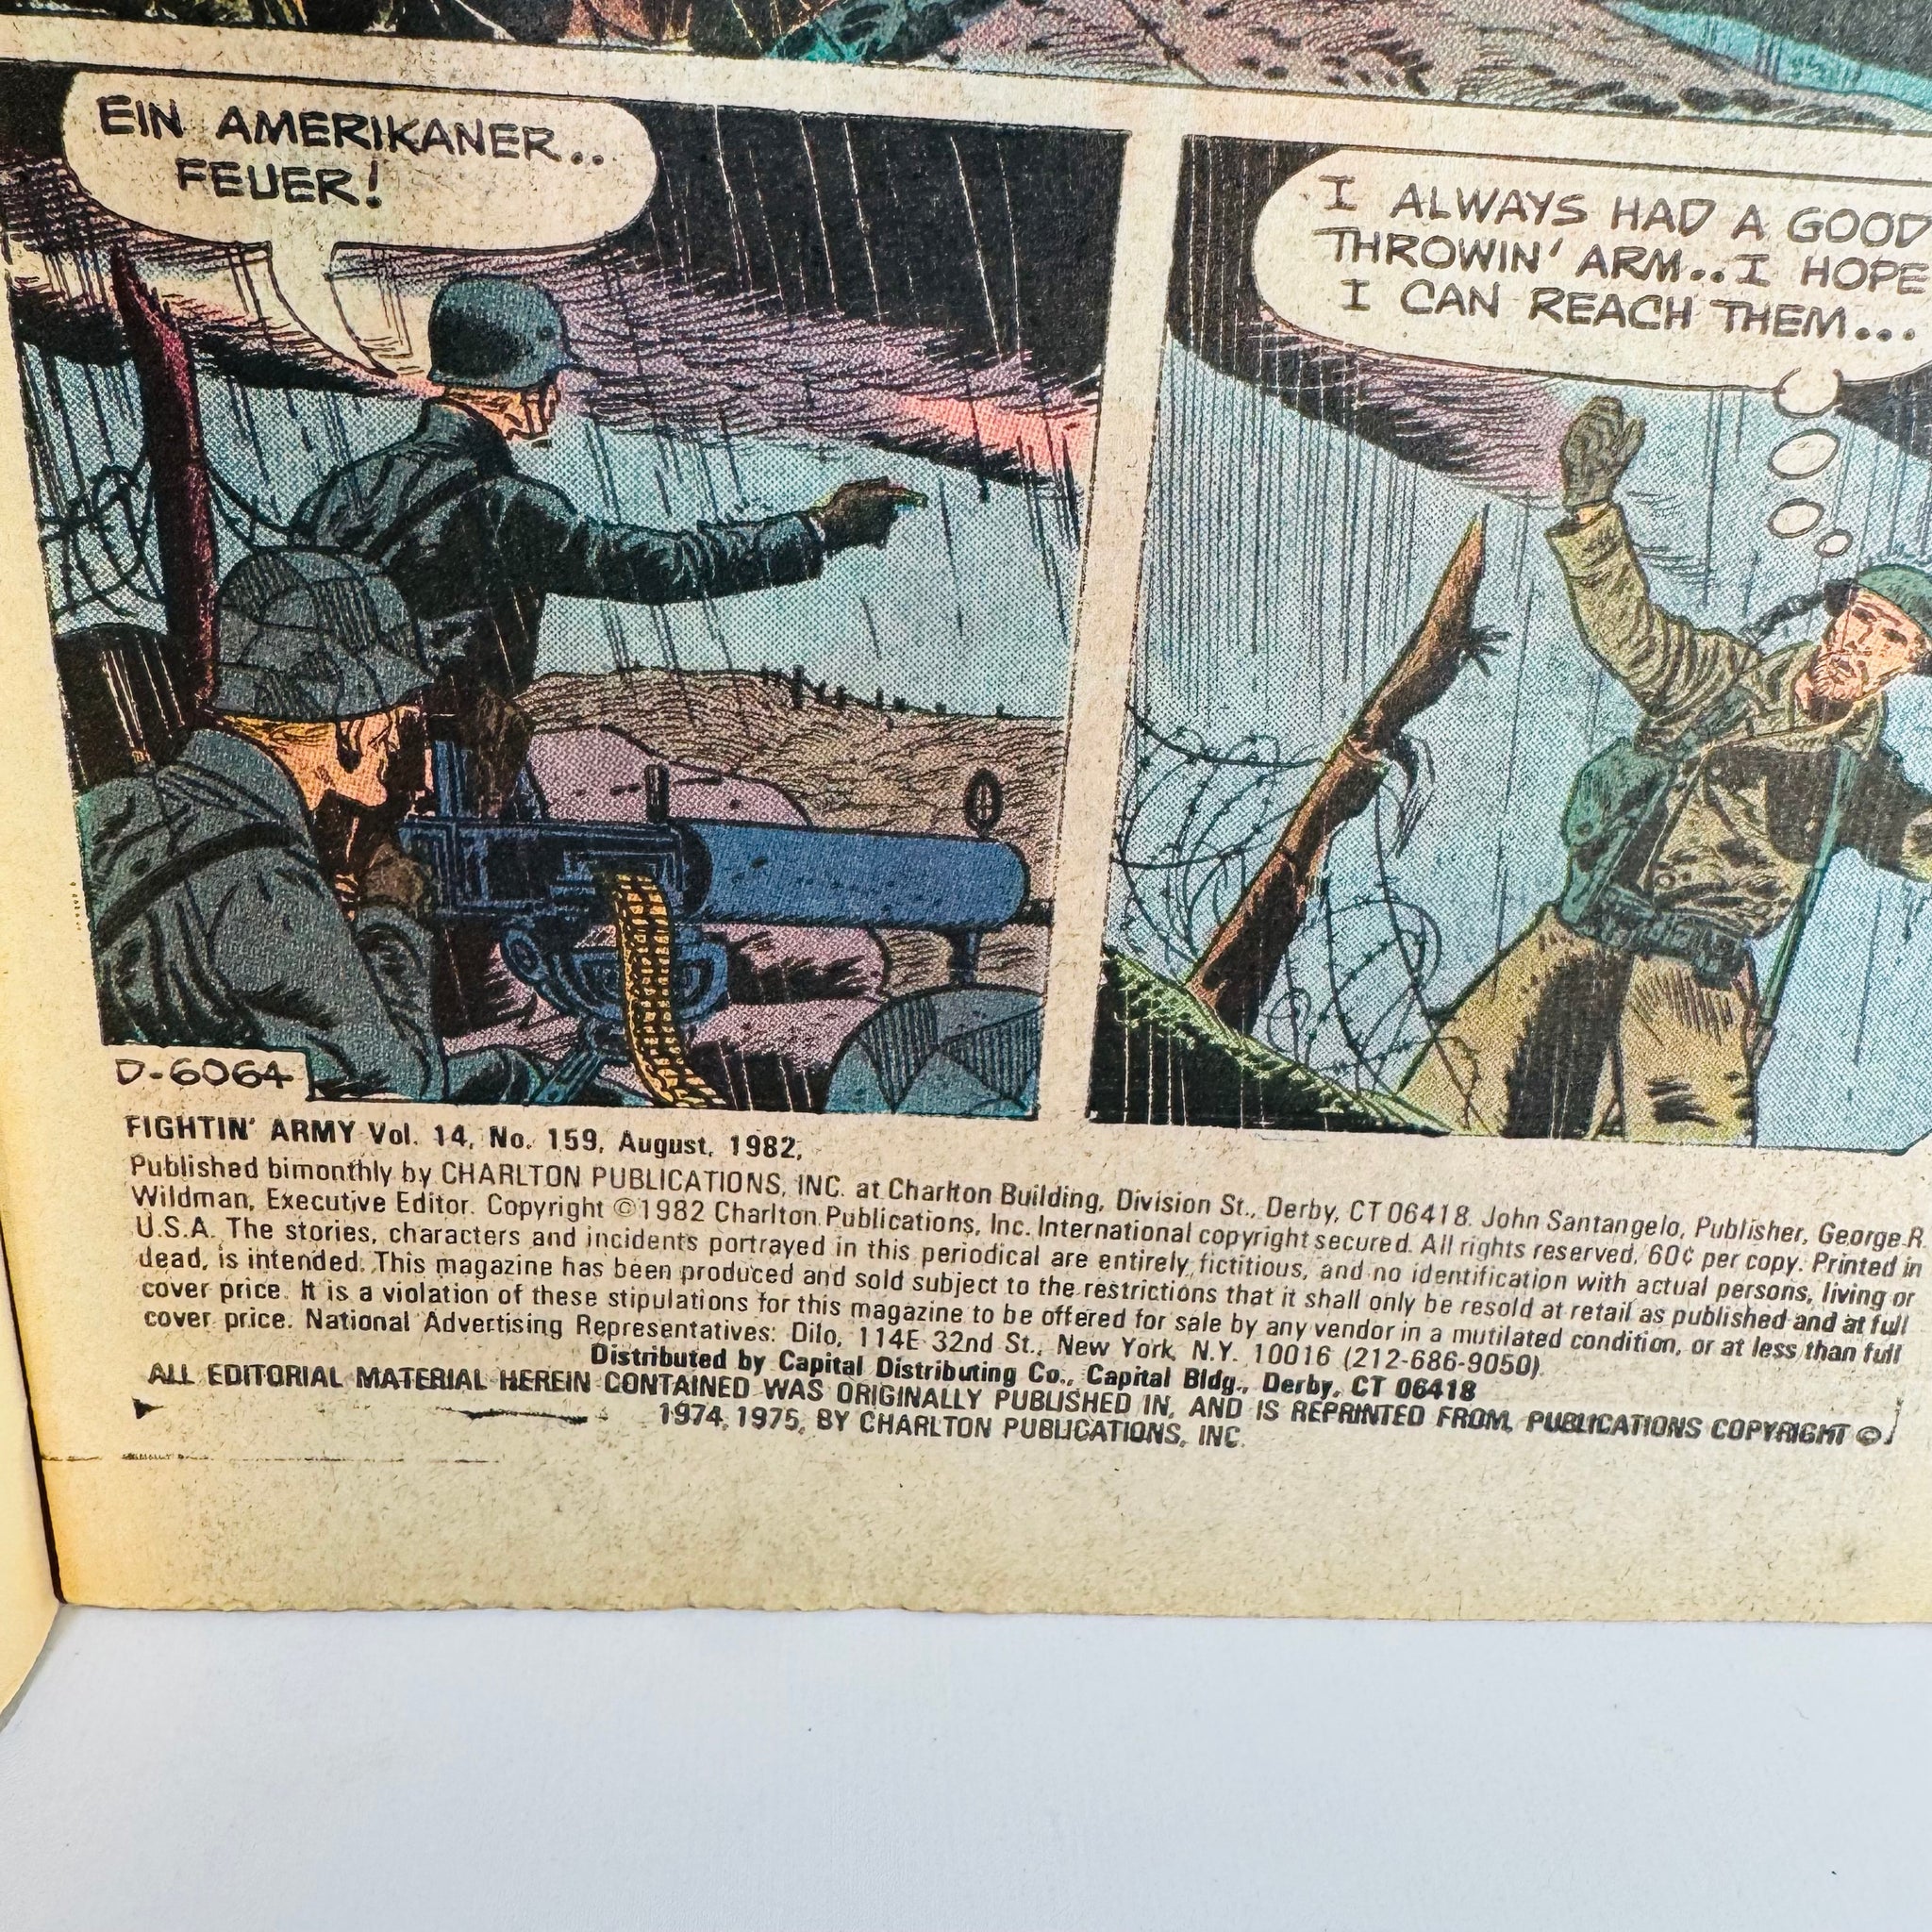 EIN AMERIKANER..
FEUER!
I ALWAYS HAD A GOOD
THROWIN' ARM..I HOPE
I CAN REACH THEM...
D-6064
FIGHTIN' ARMY Vol. 14, No. 159, August, 1982,
Published bimonthly by CHARLTON PUBLICATIONS, INC. at Charlton Building, Division St., Derby, CT 06418. John Santangelo, Publisher, George R.
Wildman, Executive Editor. Copyright ©1982 Charlton Publications, Inc. International copyright secured. All rights reserved, 60¢ per copy. Printed in
U.S.A. The stories, characters and incidents portrayed in this periodical are entirely fictitious, and no identification with actual persons, living or
dead, is intended. This magazine has been produced and sold subject to the restrictions that it shall only be resold at retail as published and at full
cover price. It is a violation of these stipulations for this magazine to be offered for sale by any vendor in a mutilated condition, or at less than full
cover price. National Advertising Representatives: Dilo, 114E 32nd St., New York, N.Y. 10016 (212-686-9050).
Distributed by Capital Distributing Co., Capital Bldg., Derby, CT 06418
ALL EDITORIAL MATERIAL HEREIN CONTAINED WAS ORIGINALLY PUBLISHED IN, AND IS REPRINTED FROM, PUBLICATIONS COPYRIGHT ©
1974, 1975, BY CHARLTON PUBLICATIONS, INC.